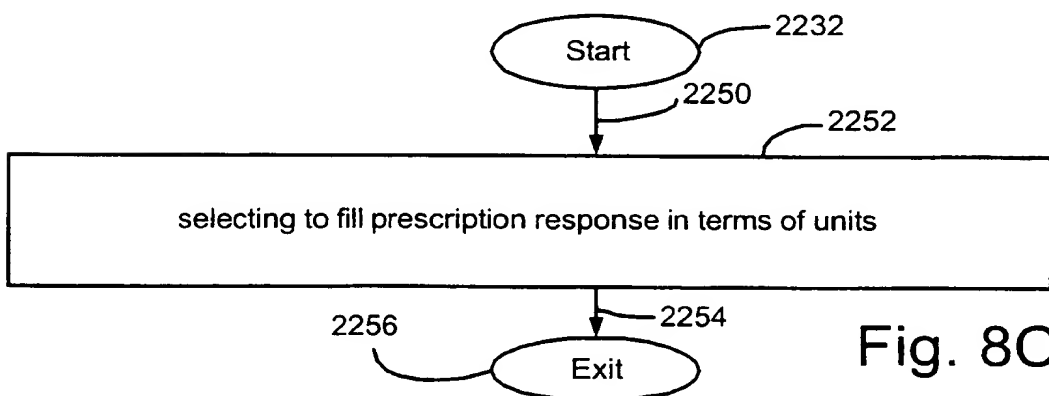 Start
2232
2250
2252
selecting to fill prescription response in terms of units
2254
2256
Exit
Fig. 8C